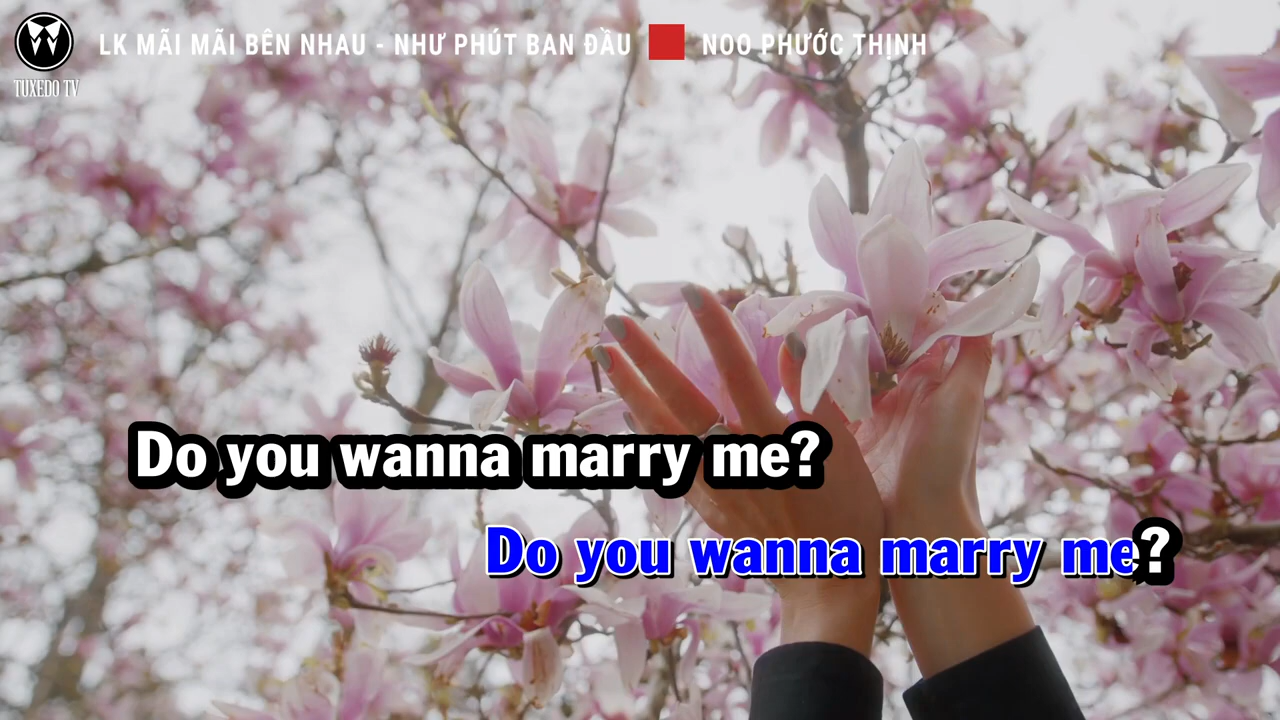 LK MÃI MÃI BÊN NHAU - NHƯ PHÚT BAN ĐẦU NOO PHƯỚC THỊNH
TUXEDO TV
Do you wanna marry me?
Do you wanna marry me?